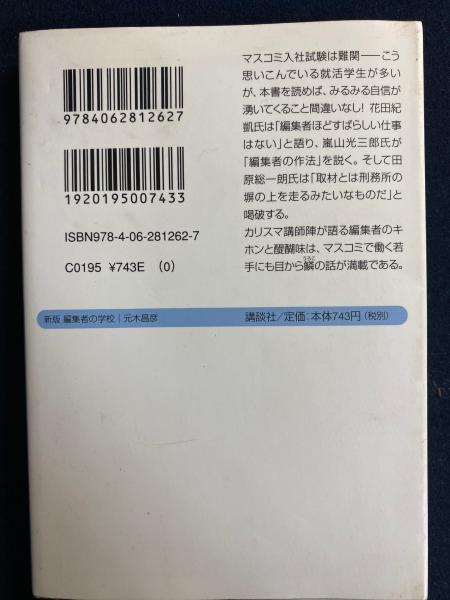 マスコミ入社試験は難関──こう
思いこんでいる就活学生が多い
が、本書を読めば、みるみる自信が
湧いてくること間違いなし! 花田紀
凱氏は「編集者ほどすばらしい仕事
はない」と語り、嵐山光三郎氏が
「編集者の作法」を説く。そして田
原総一朗氏は「取材とは刑務所の
塀の上を走るみたいなものだ」と
喝破する。
カリスマ講師陣が語る編集者のキ
ホンと醍醐味は、マスコミで働く若
手にも目から鱗の話が満載である。
うろこ
9784062812627
1920195007433
ISBN978-4-06-281262-7
C0195 ¥743E (0)
新版 編集者の学校|元木昌彦
講談社/定価:本体743円(税別)